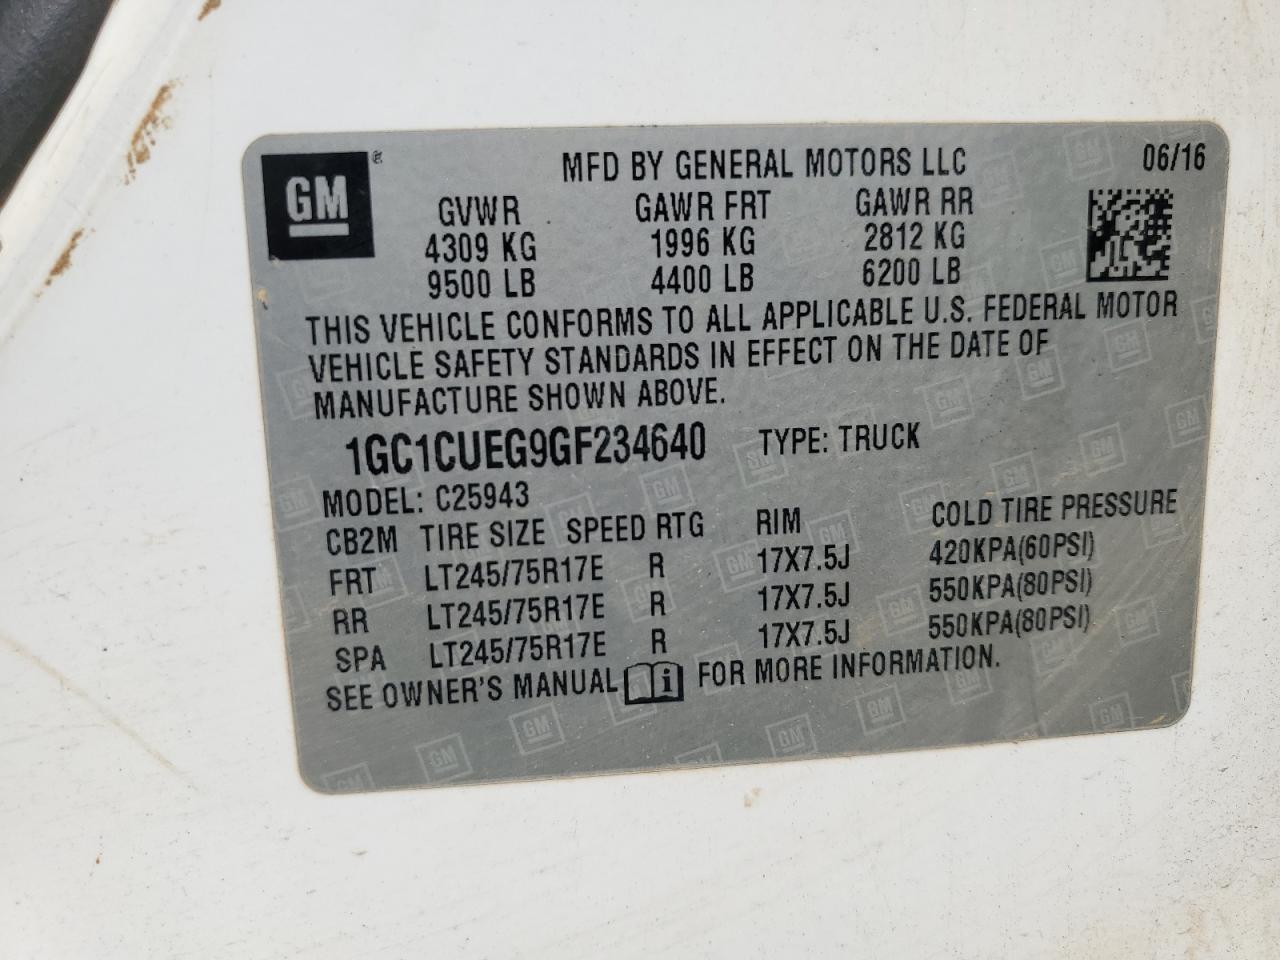 GM ® MFD BY GENERAL MOTORS LLC 06/16
GVWR GAWR FRT GAWR RR
4309 KG 1996 KG 2812 KG
9500 LB 4400 LB 6200 LB
THIS VEHICLE CONFORMS TO ALL APPLICABLE U.S. FEDERAL MOTOR
VEHICLE SAFETY STANDARDS IN EFFECT ON THE DATE OF
MANUFACTURE SHOWN ABOVE.
1GC1CUEG9GF234640 TYPE: TRUCK
MODEL: C25943
CB2M TIRE SIZE SPEED RTG RIM COLD TIRE PRESSURE
FRT LT245/75R17E R 17X7.5J 420KPA(60PSI)
RR LT245/75R17E R 17X7.5J 550KPA(80PSI)
SPA LT245/75R17E R 17X7.5J 550KPA(80PSI)
SEE OWNER'S MANUAL i FOR MORE INFORMATION.